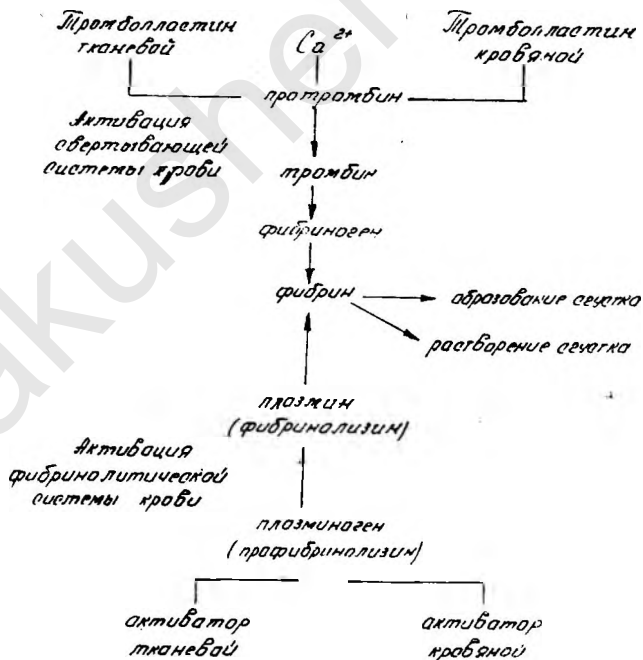 Тромбопластин
тканевой
Ca²⁺
Тромбопластин
кровяной
протромбин
Активация
свертывающей
системы крови
тромбин
фибриноген
фибрин
образование сгустка
растворение сгустка
плазмин
(фибринолизин)
Активация
фибринолитической
системы крови
плазминоген
(профибринолизин)
активатор
тканевой
активатор
кровяной
akusher